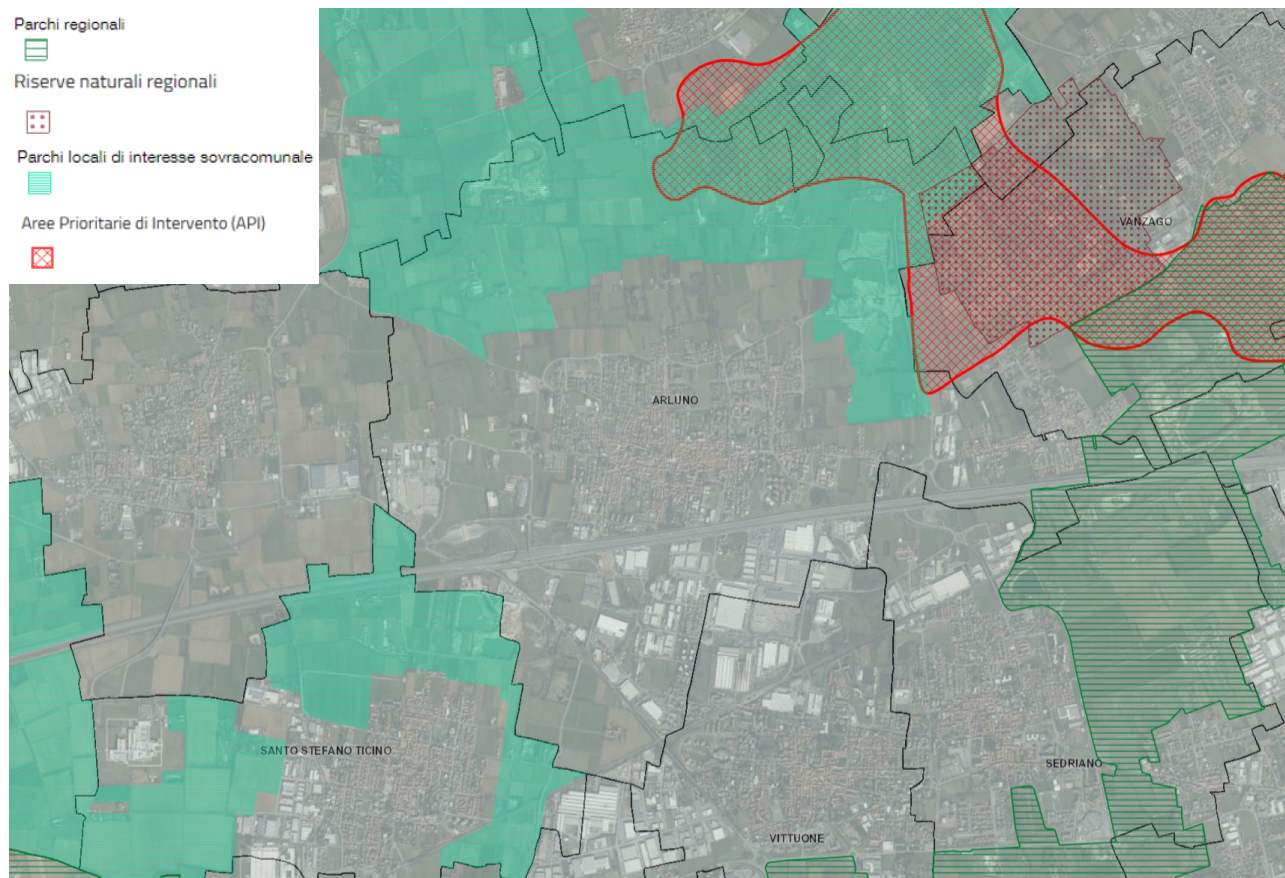 Parchi regionali
Riserve naturali regionali
Parchi locali di interesse sovracomunale
Aree Prioritarie di Intervento (API)
VANZAGO
ARLUNO
SANTO STEFANO TICINO
SEDRIANO
VITTUONE